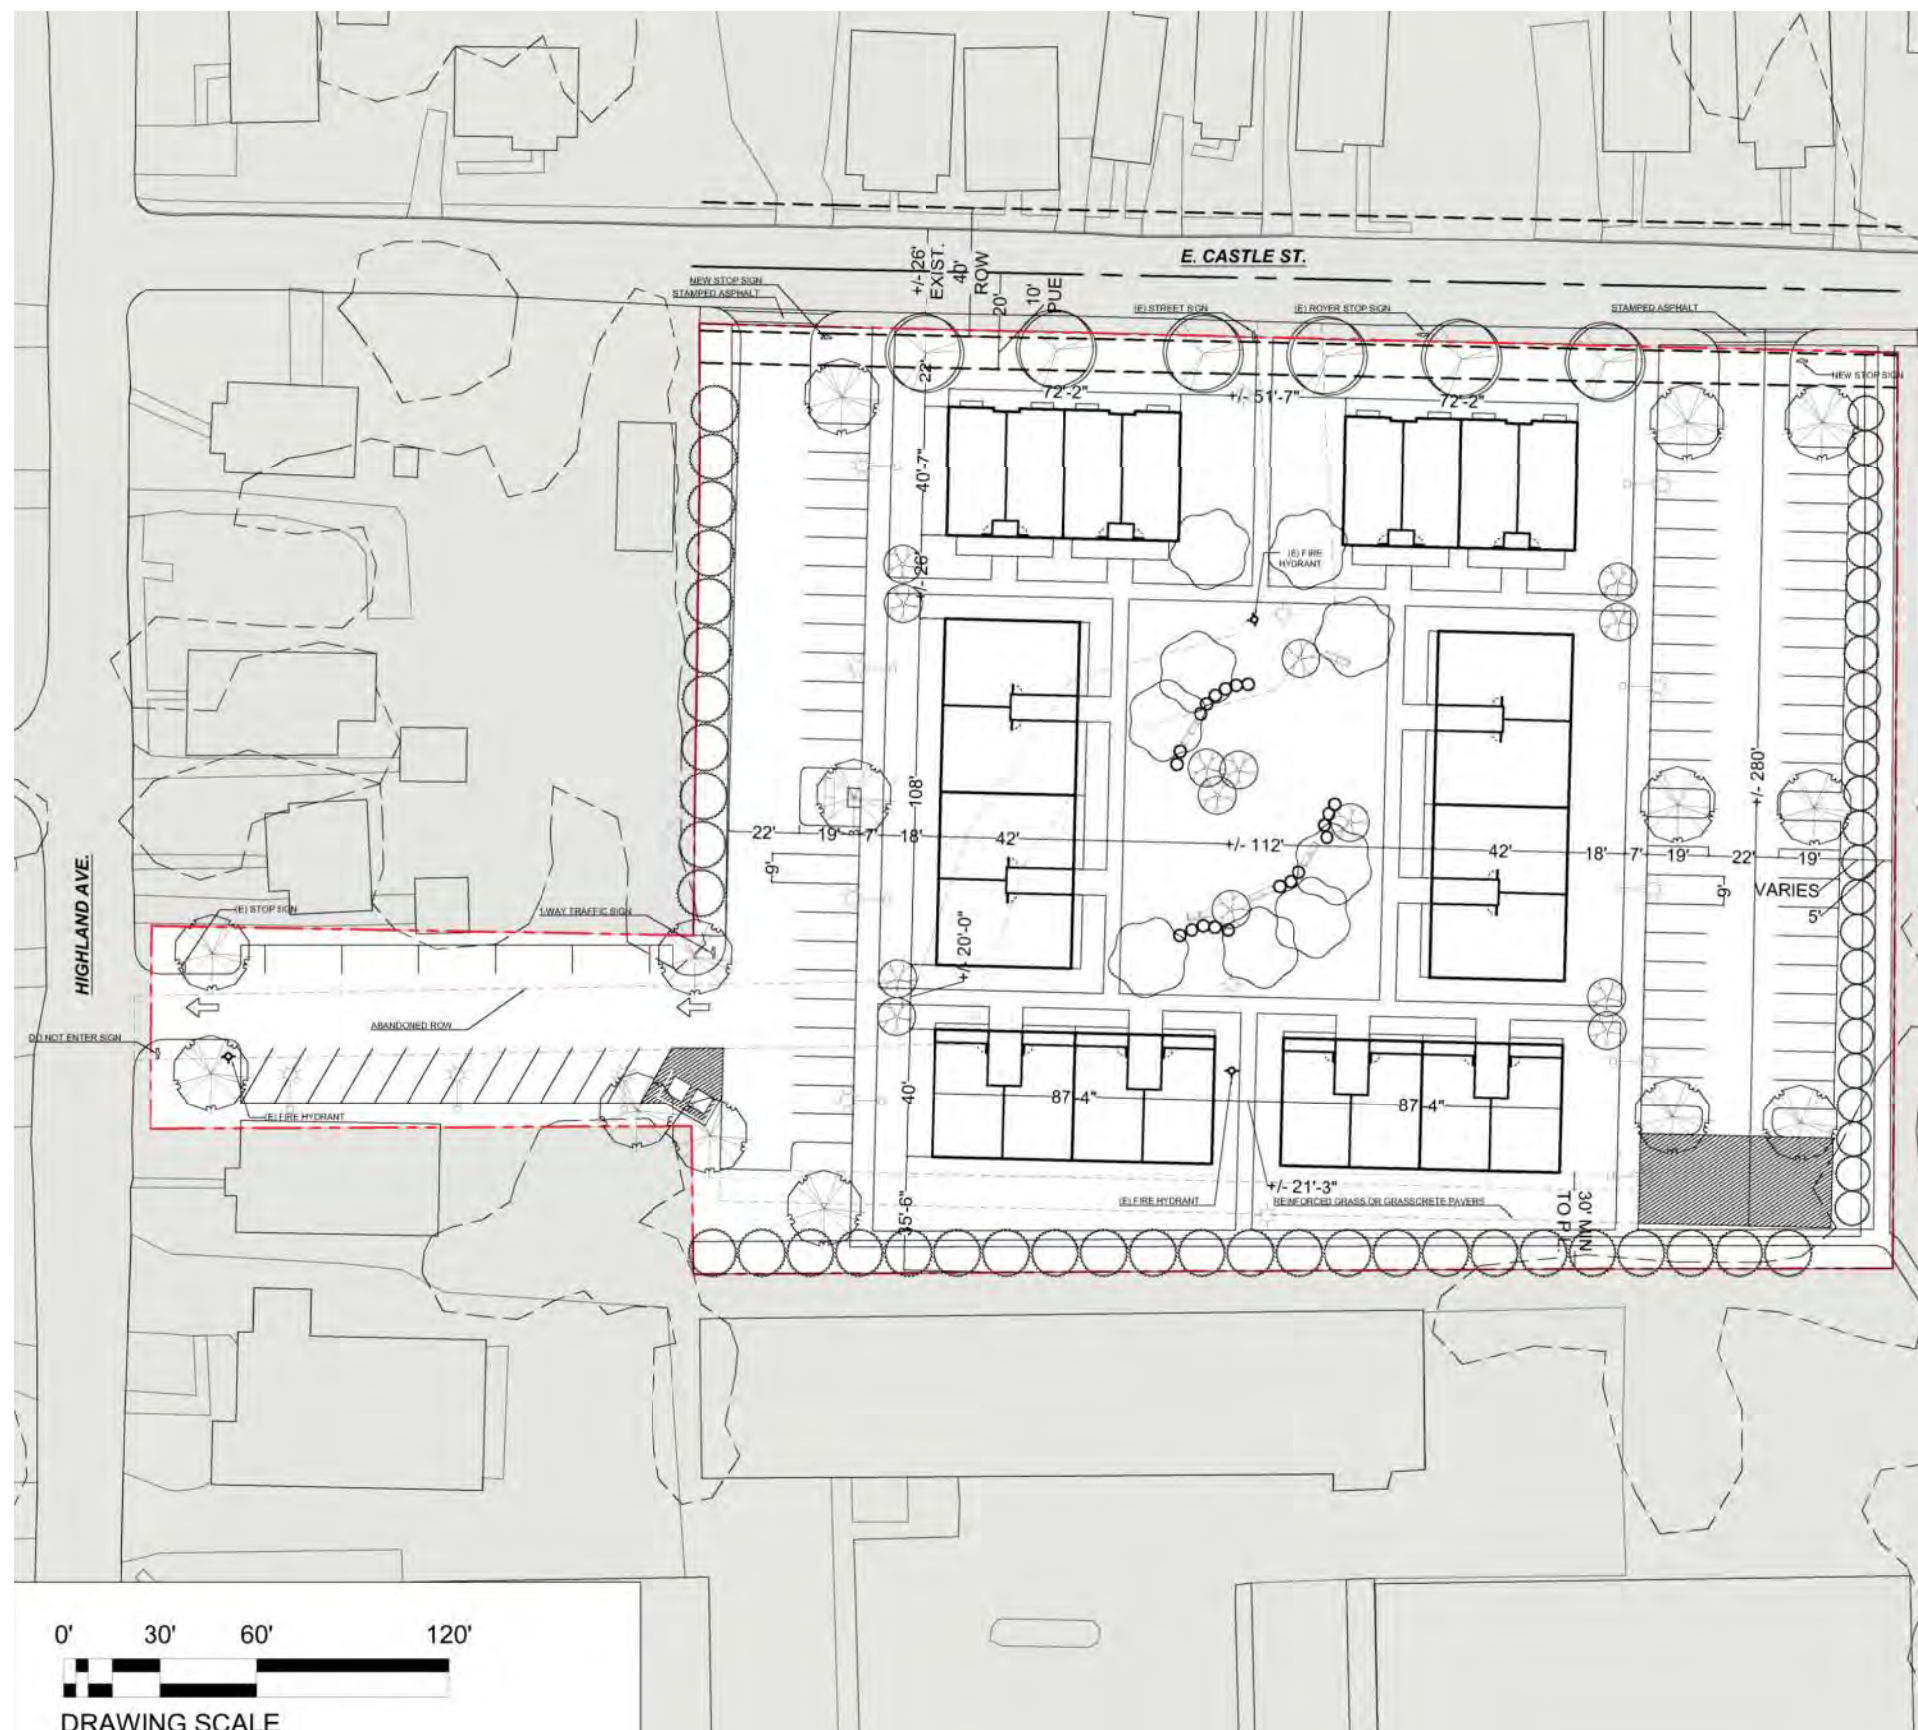 E. CASTLE ST.
+/- 26'
EXIST.
40'
ROW
20'
10'
PUE
NEW STOP SIGN
STAMPED ASPHALT
(E) STREET SIGN
(E) ROYER STOP SIGN
STAMPED ASPHALT
NEW STOP SIGN
22'
72'-2"
+/- 51'-7"
72'-2"
40'-7"
(E) FIRE
HYDRANT
+/- 26'
108'
+/- 280'
22'
19'
7'
18'
42'
+/- 112'
42'
18'
7'
19'
22'
19'
9'
9'
VARIES
5'
HIGHLAND AVE.
(E) STOP SIGN
1-WAY TRAFFIC SIGN
+/- 20'-0"
ABANDONED ROW
DO NOT ENTER SIGN
(E) FIRE HYDRANT
40'
87'-4"
87'-4"
+/- 21'-3"
(E) FIRE HYDRANT
REINFORCED GRASS OR GRASSCRETE PAVERS
35'-6"
30' MIN
0' 30' 60' 120'
DRAWING SCALE